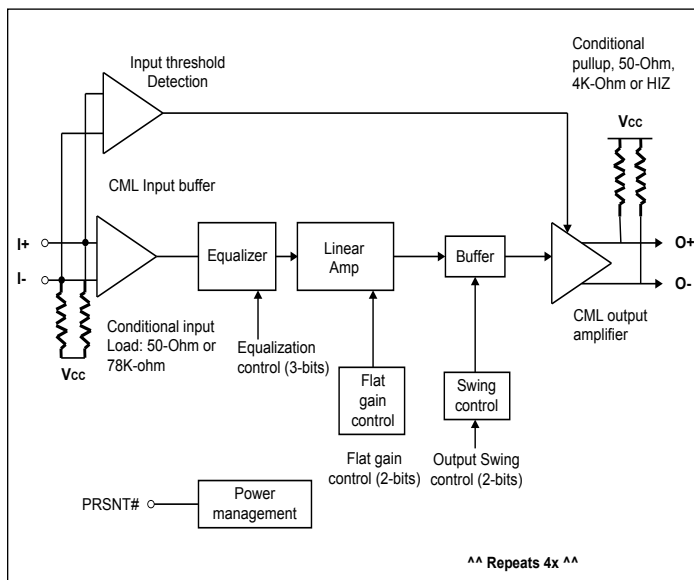 Input threshold
Detection
Conditional
pullup, 50-Ohm,
4K-Ohm or HIZ
Vcc
CML Input buffer
I+
I-
Equalizer
Linear
Amp
Buffer
O+
O-
CML output
amplifier
Conditional input
Load: 50-Ohm or
78K-ohm
Vcc
Equalization
control (3-bits)
Flat
gain
control
Swing
control
Flat gain
control (2-bits)
Output Swing
control (2-bits)
PRSNT#
Power
management
^^ Repeats 4x ^^